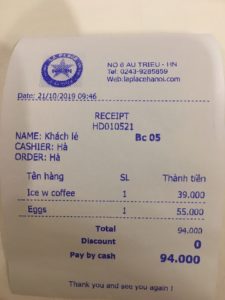 NO 6 AU TRIEU - HN
Tel: 0243-9285859
Web:laplacehanoi.com
Date: 21/10/2019 09:46
RECEIPT
HD010521
NAME: Khách lẻ Bc 05
CASHIER: Hà
ORDER: Hà
Tên hàng SL Thành tiền
Ice w coffee 1 39.000
Eggs 1 55.000
Total 94.000
Discount 0
Pay by cash 94.000
Thank you and see you again !